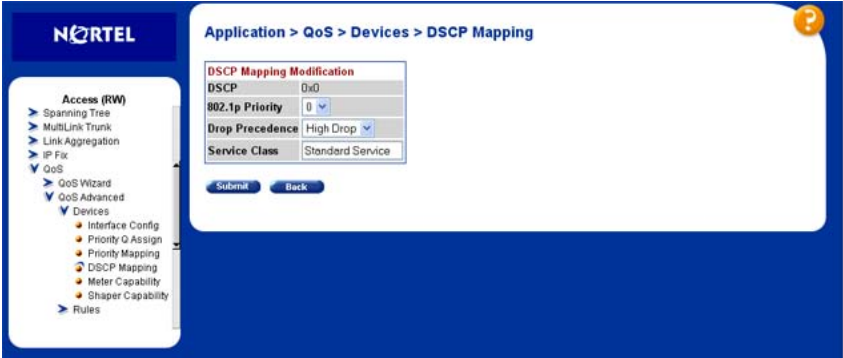 NORTEL
Access (RW)
Spanning Tree
MultiLink Trunk
Link Aggregation
IP Fix
QoS
QoS Wizard
QoS Advanced
Devices
Interface Config
Priority Q Assign
Priority Mapping
DSCP Mapping
Meter Capability
Shaper Capability
Rules
Application > QoS > Devices > DSCP Mapping
?
DSCP Mapping Modification
DSCP 0x0
802.1p Priority 0
Drop Precedence High Drop
Service Class Standard Service
Submit Back